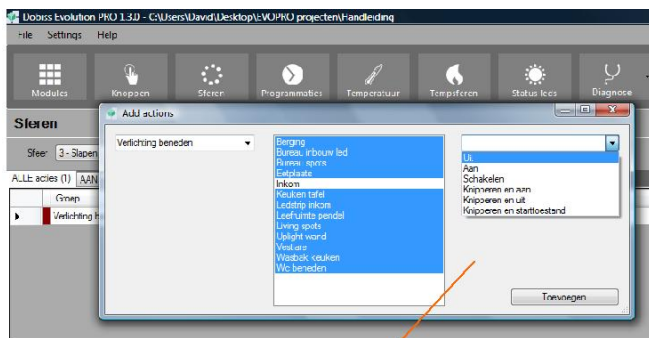 Dobiss Evolution PRO 1.3.0 - C:\Users\David\Desktop\EVOPRO projecten\Handleiding
File Settings Help
Modules Knoppen Sferen Programmaties Temperatuur Tempsferen Status lees Diagnose
Add actions
Sferen
Sfeer 3 - Slapen
ALLE acties (1) AAN
Groep
Verlichting b
Verlichting beneden
Berging
Bureau inbouw led
Bureau spots
Eetplaats
Inkom
Keuken tafel
Ledstrip inkom
Leefruimte pendel
Living spots
Uplight wand
Vestiaire
Wasbak keuken
Wc beneden
Uit
Aan
Schakelen
Knipperen en aan
Knipperen en uit
Knipperen en starttoestand
Toevoegen